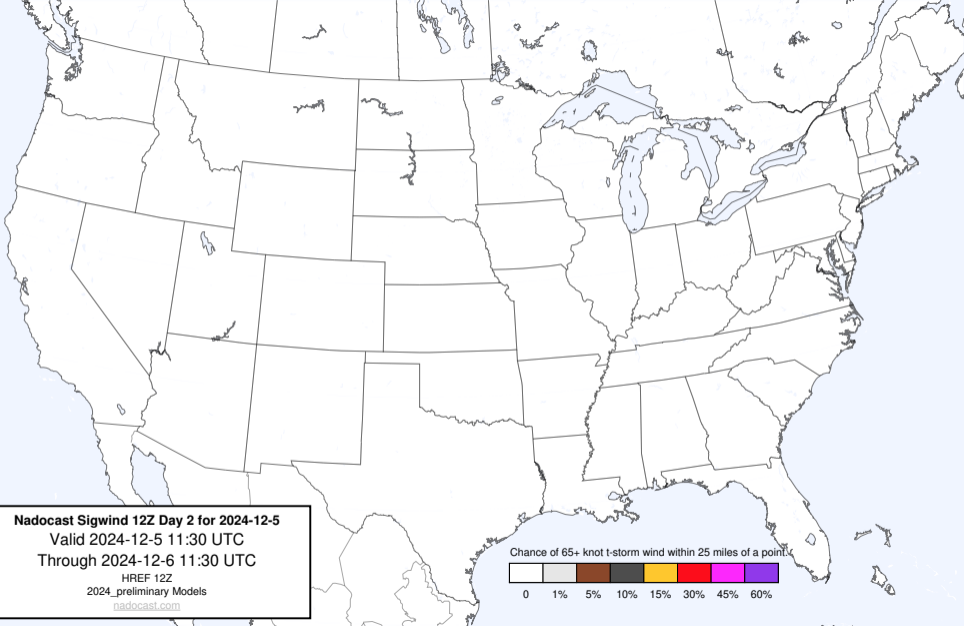 Nadocast Sigwind 12Z Day 2 for 2024-12-5
Valid 2024-12-5 11:30 UTC
Through 2024-12-6 11:30 UTC
HREF 12Z
2024_preliminary Models
nadocast.com
Chance of 65+ knot t-storm wind within 25 miles of a point.
0 1% 5% 10% 15% 30% 45% 60%